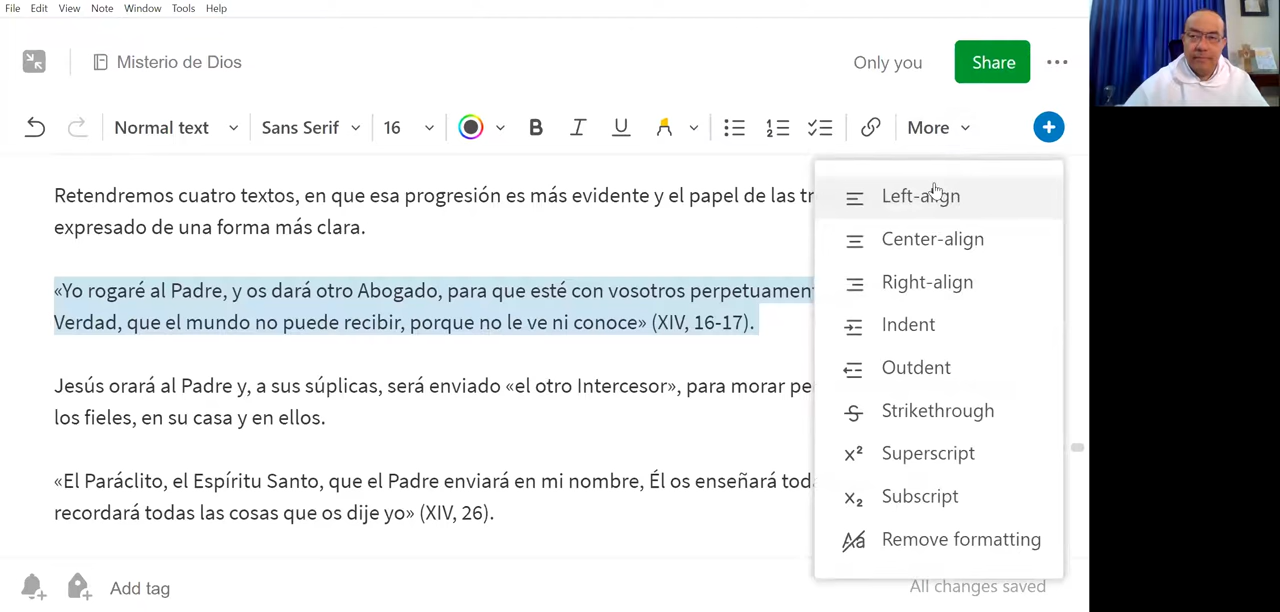 File Edit View Note Window Tools Help
Misterio de Dios Only you Share
Normal text Sans Serif 16 B I U More
Retendremos cuatro textos, en que esa progresión es más evidente y el papel de las
expresado de una forma más clara.
«Yo rogaré al Padre, y os dará otro Abogado, para que esté con vosotros
Verdad, que el mundo no puede recibir, porque no le ve ni conoce» (XIV, 16-17).
Jesús orará al Padre y, a sus súplicas, será enviado «el otro Intercesor», para morar
los fieles, en su casa y en ellos.
«El Paráclito, el Espíritu Santo, que el Padre enviará en mi nombre, Él os enseñará
recordará todas las cosas que os dije yo» (XIV, 26).
Left-align
Center-align
Right-align
Indent
Outdent
Strikethrough
Superscript
Subscript
Remove formatting
Add tag All changes saved